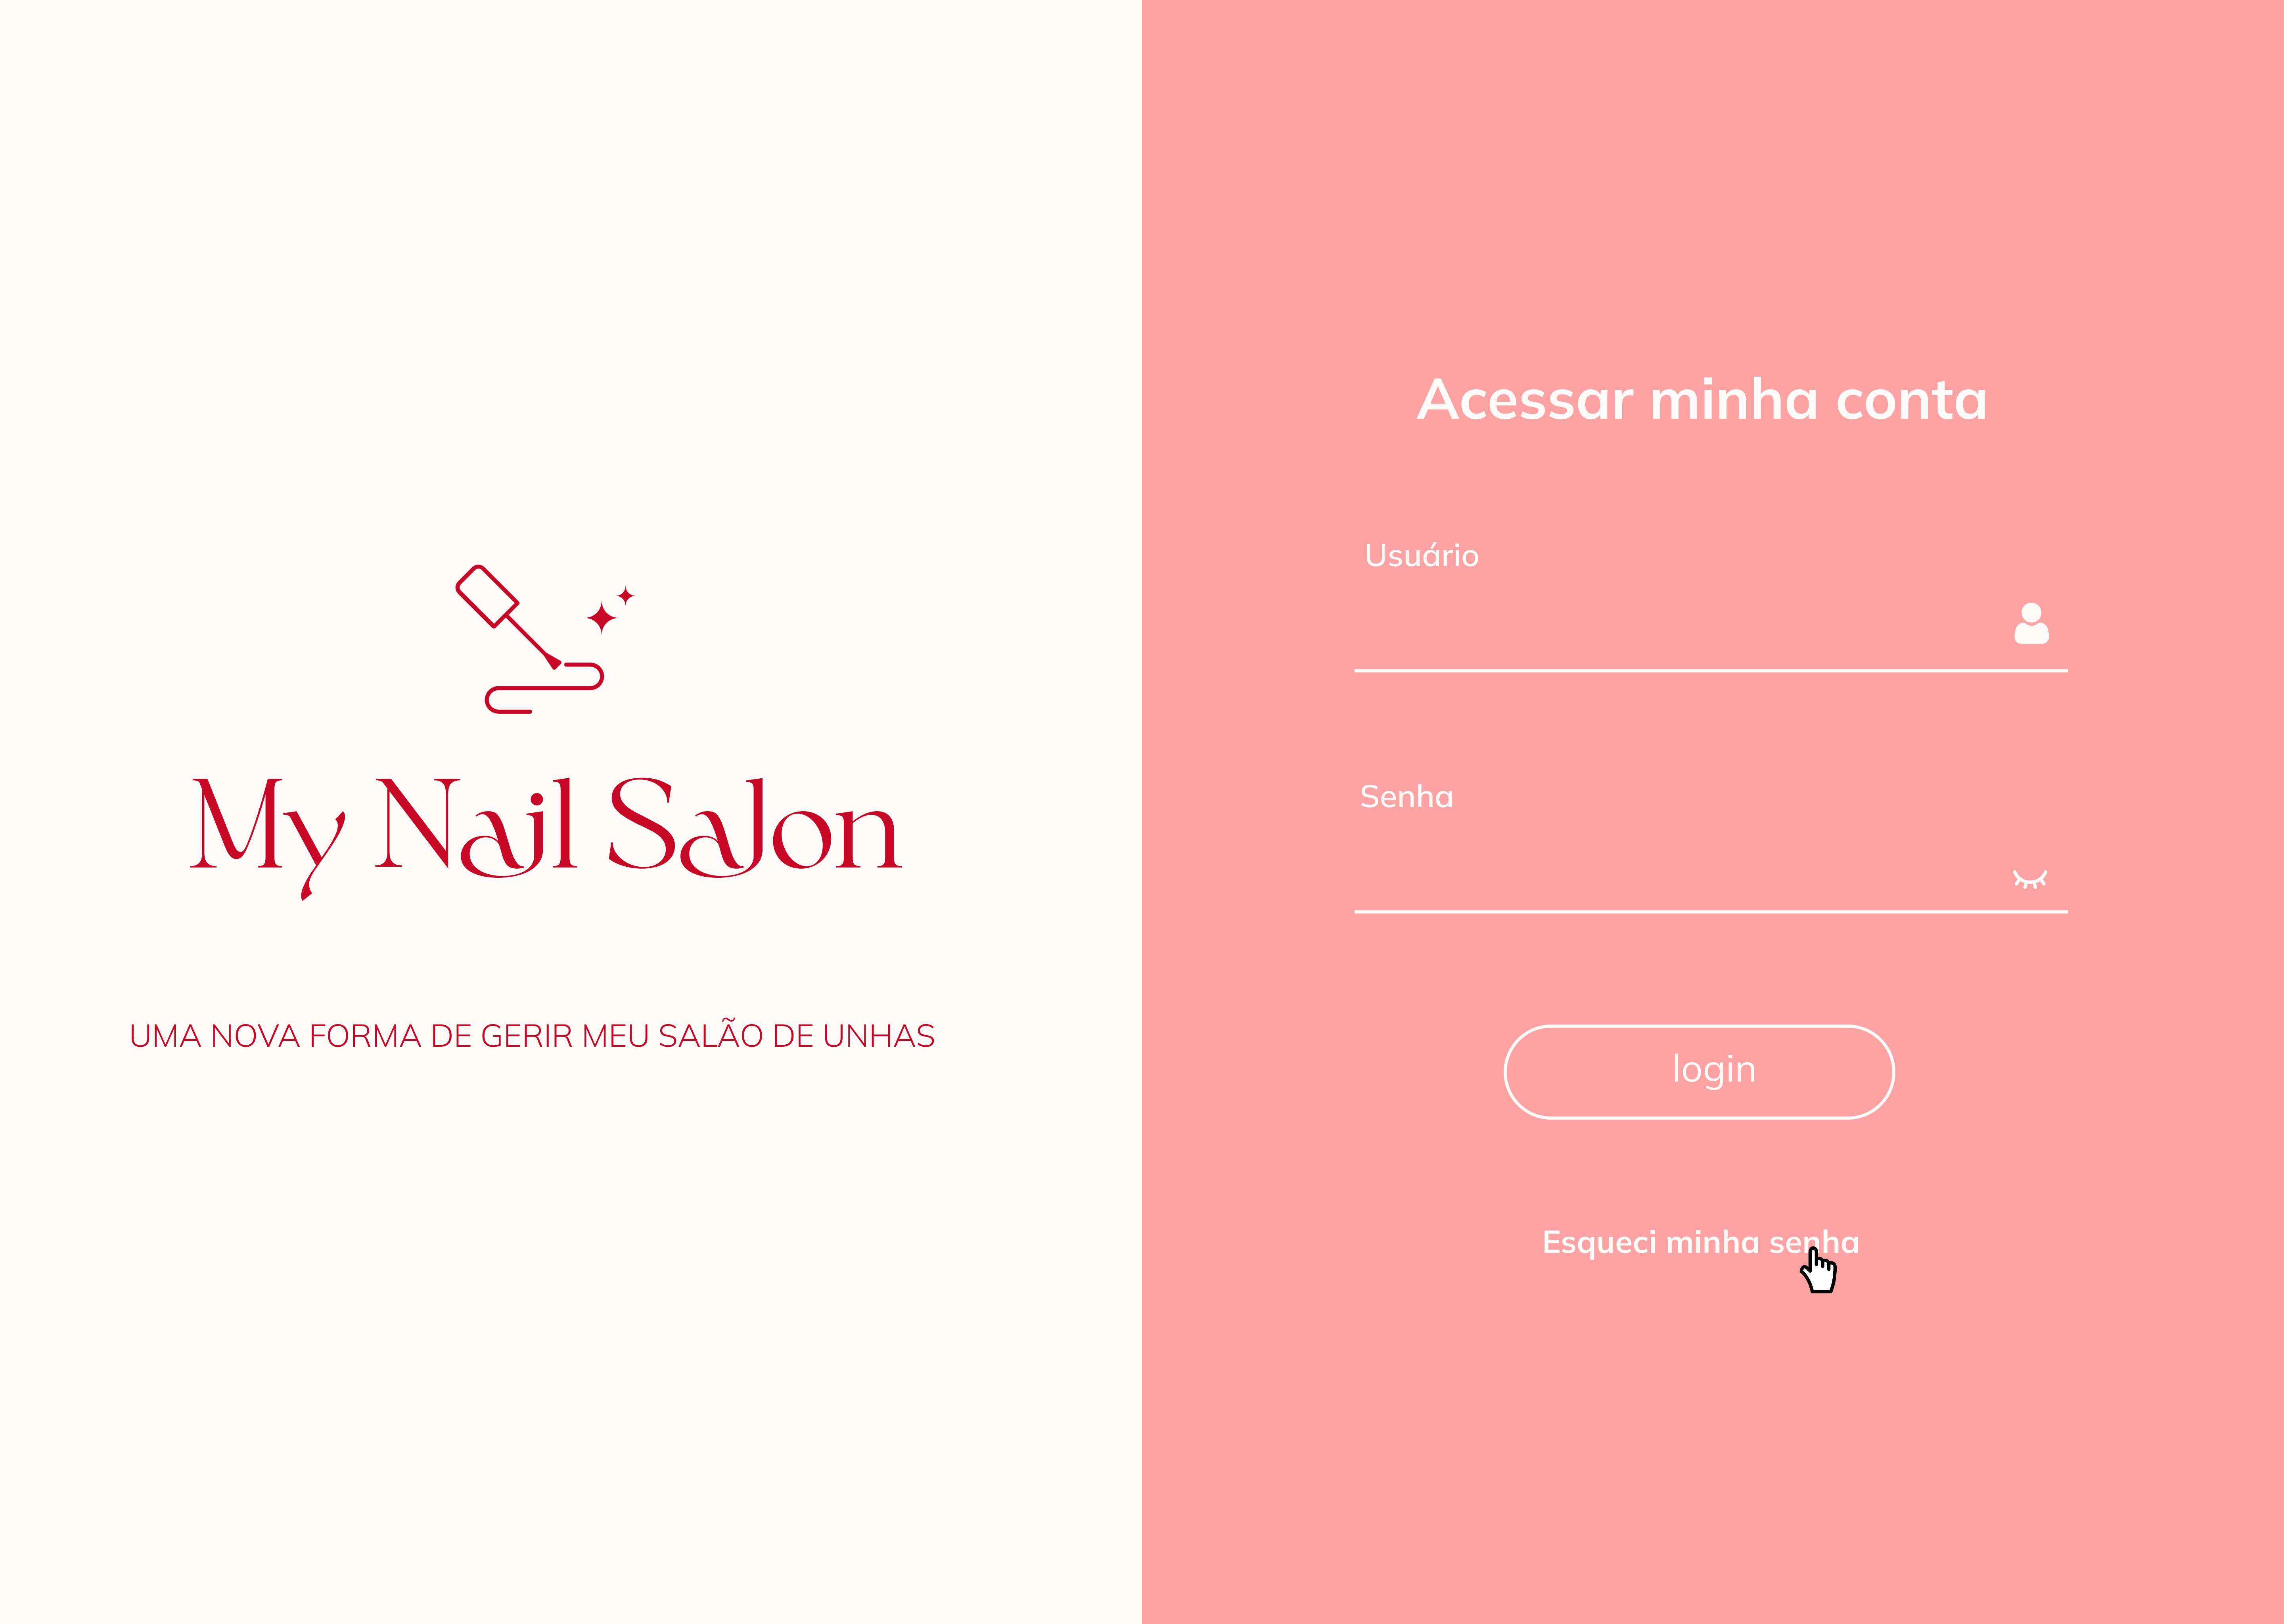 My Nail Salon
UMA NOVA FORMA DE GERIR MEU SALÃO DE UNHAS
Acessar minha conta
Usuário
Senha
login
Esqueci minha senha